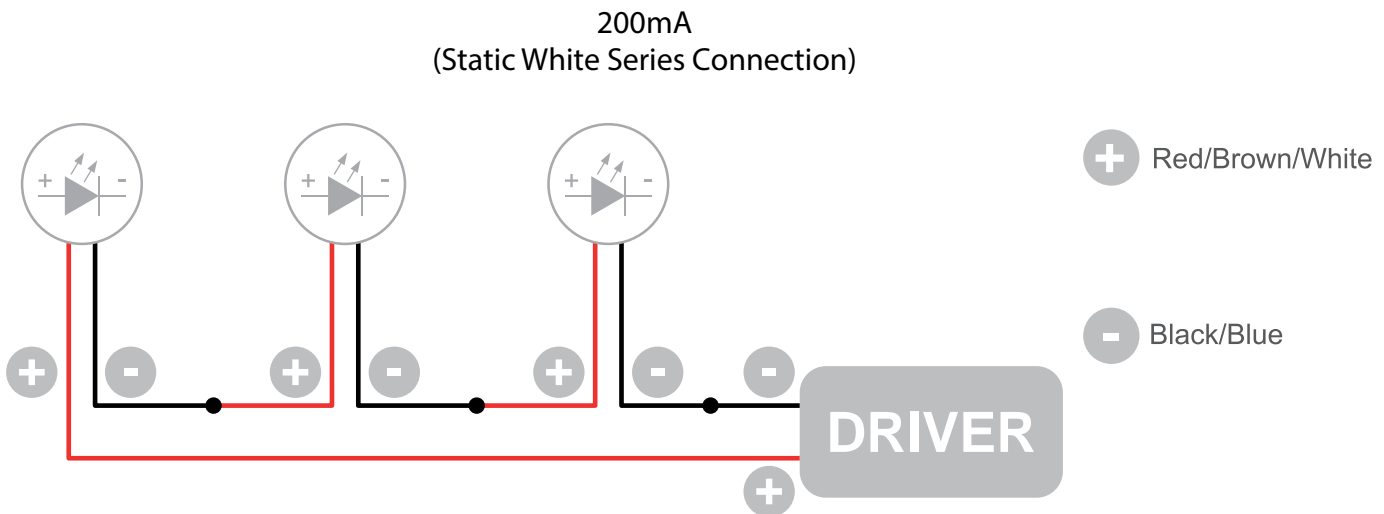 200mA
(Static White Series Connection)
+ - + - + -
+ Red/Brown/White
- Black/Blue
+ - + - + - -
DRIVER
+